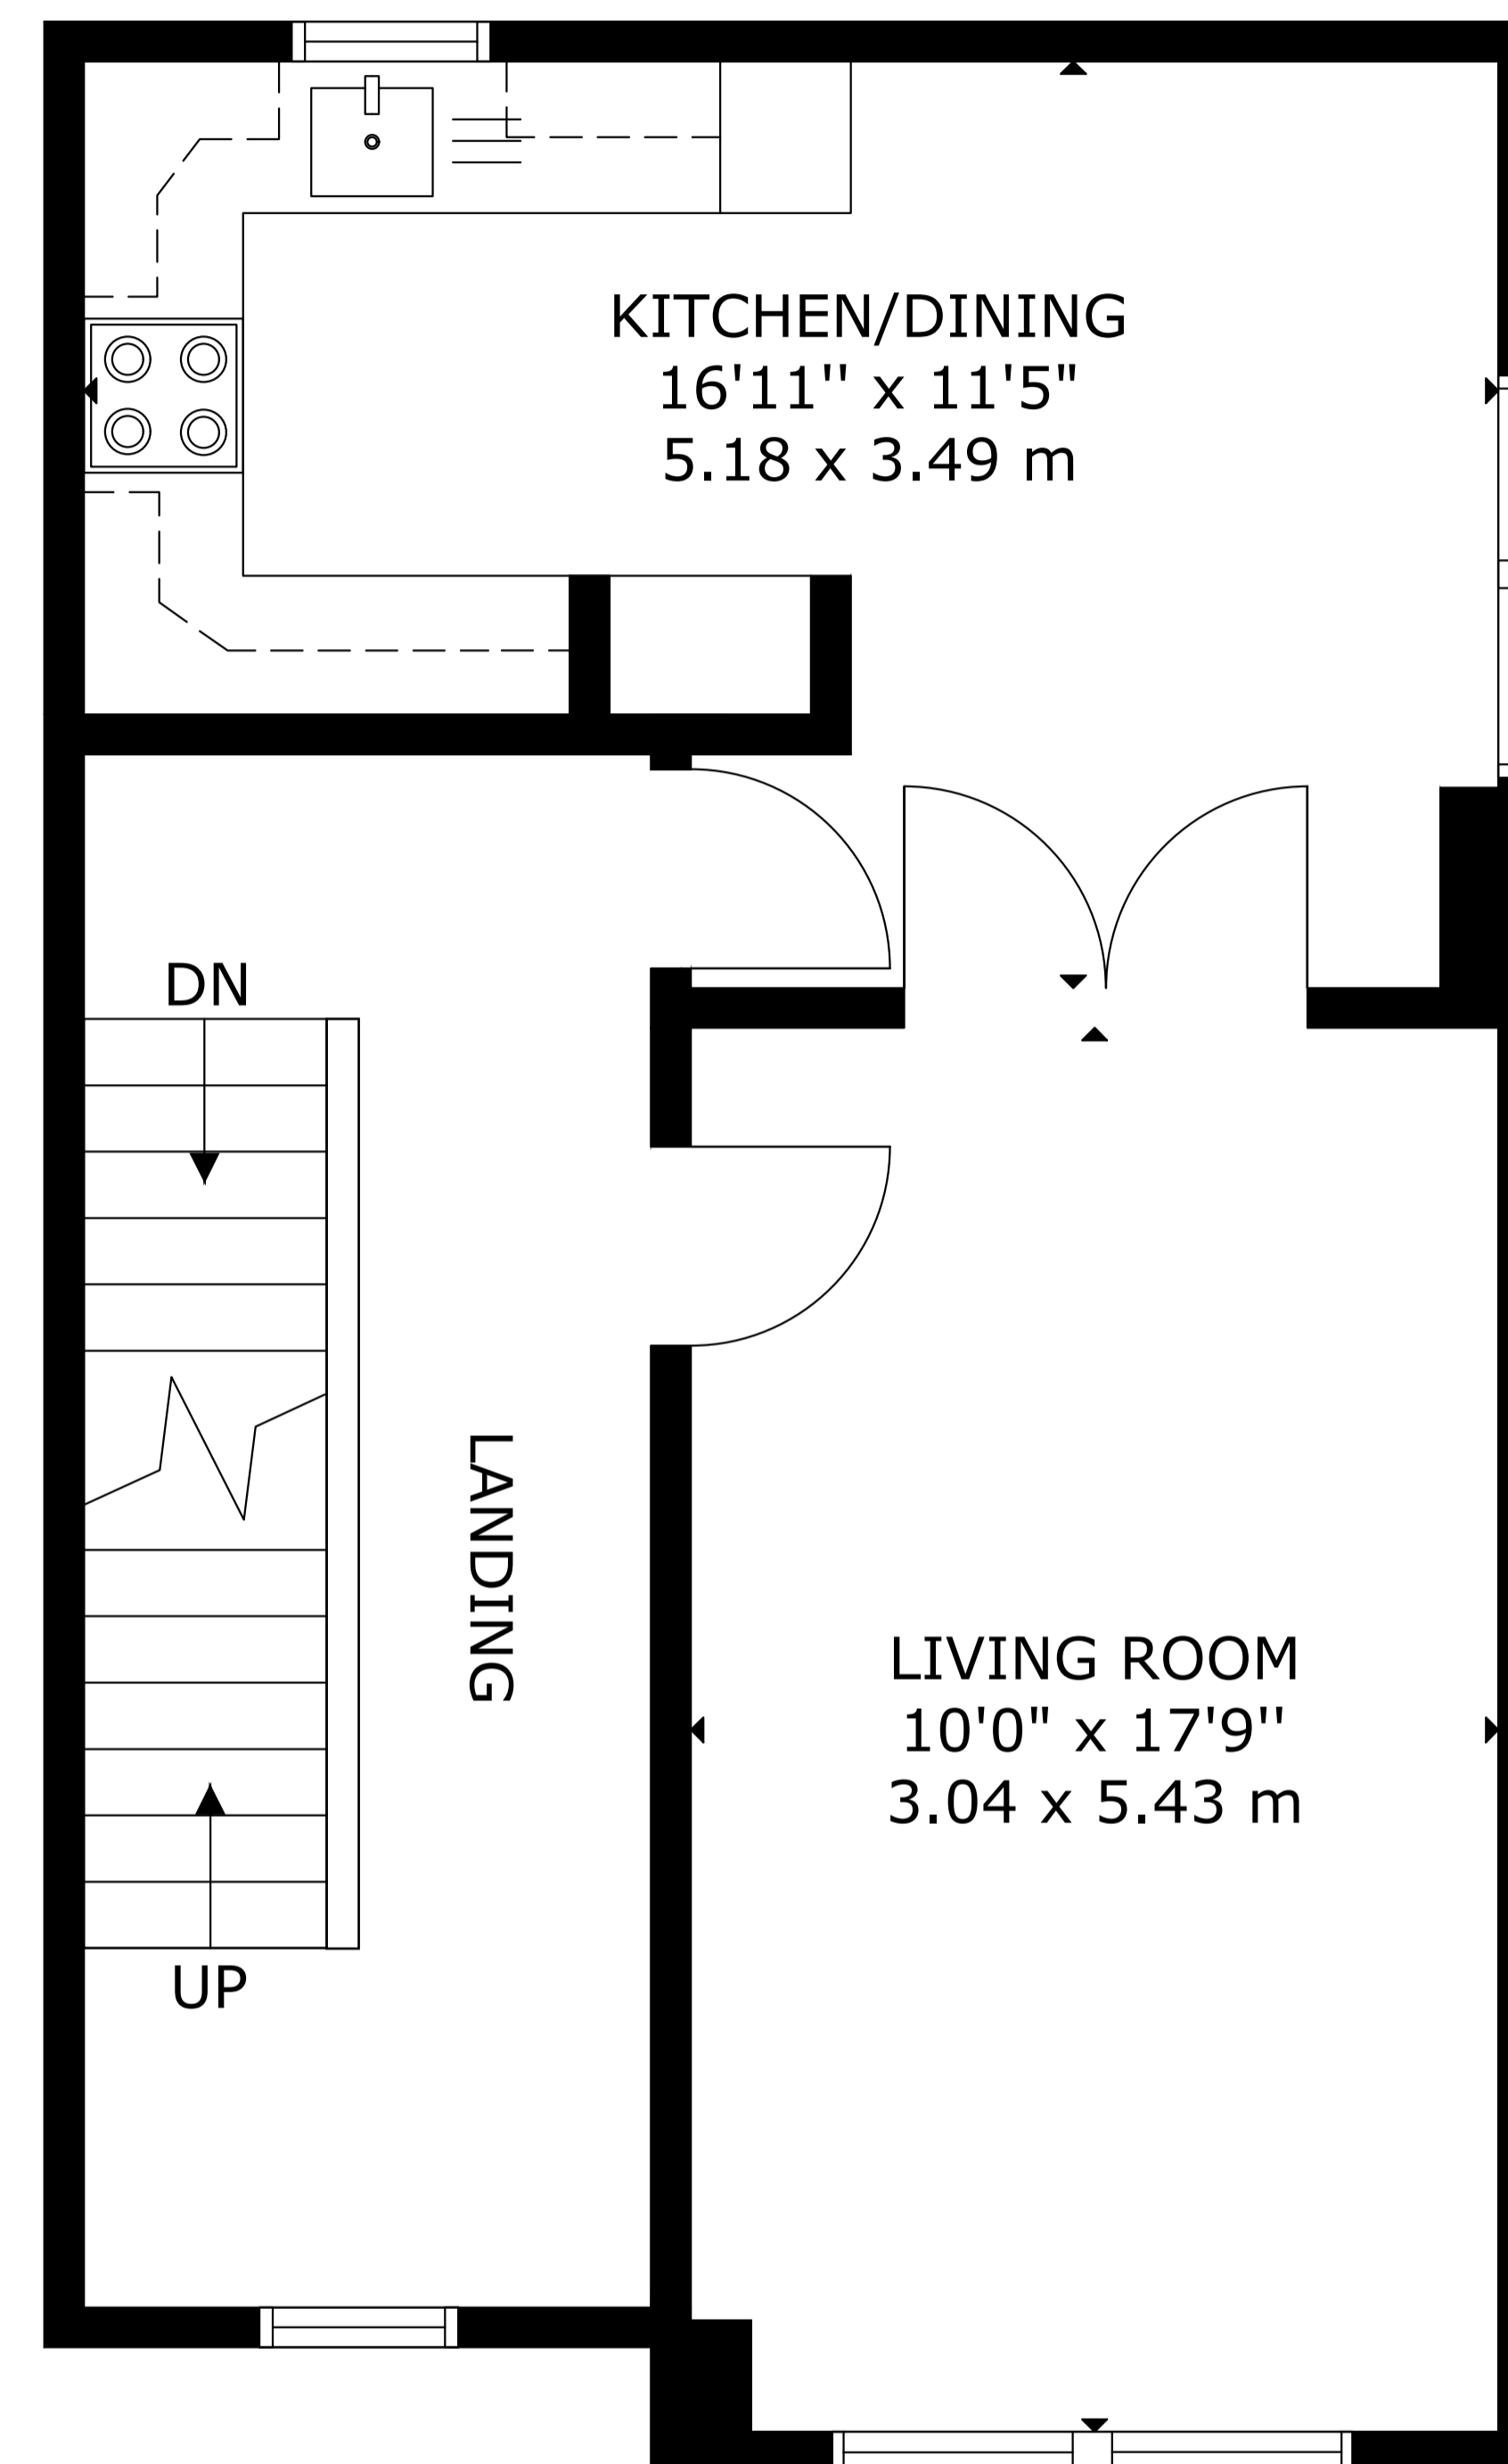 KITCHEN/DINING
16'11" x 11'5"
5.18 x 3.49 m
DN
LANDING
LIVING ROOM
10'0" x 17'9"
3.04 x 5.43 m
UP